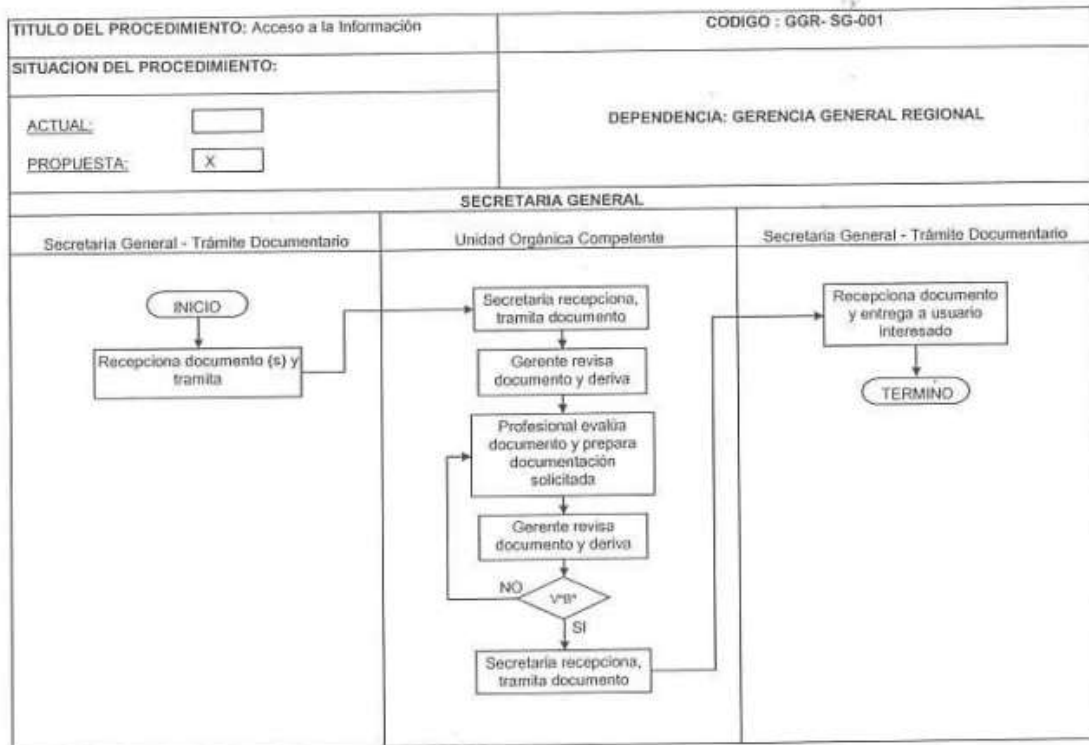 TITULO DEL PROCEDIMIENTO: Acceso a la Información
CODIGO : GGR- SG-001
SITUACION DEL PROCEDIMIENTO:
ACTUAL:
PROPUESTA: X
DEPENDENCIA: GERENCIA GENERAL REGIONAL
SECRETARIA GENERAL
Secretaria General - Trámite Documentario
Unidad Orgánica Competente
Secretaria General - Trámite Documentario
INICIO
Recepciona documento (s) y
tramita
Secretaria recepciona,
tramita documento
Gerente revisa
documento y deriva
Profesional evalúa
documento y prepara
documentación
solicitada
Gerente revisa
documento y deriva
NO
V°B°
SI
Secretaría recepciona,
tramita documento
Recepciona documento
y entrega a usuario
interesado
TERMINO